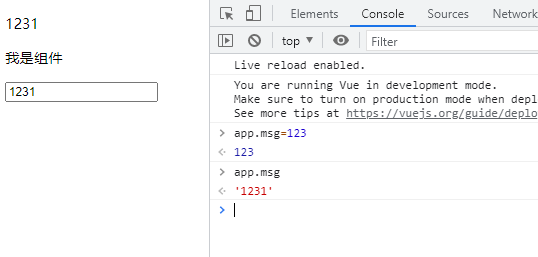 1231
我是组件
1231
Elements Console Sources Network
top Filter
Live reload enabled.
You are running Vue in development mode.
Make sure to turn on production mode when depl
See more tips at https://vuejs.org/guide/deplo
> app.msg=123
123
> app.msg
'1231'
>